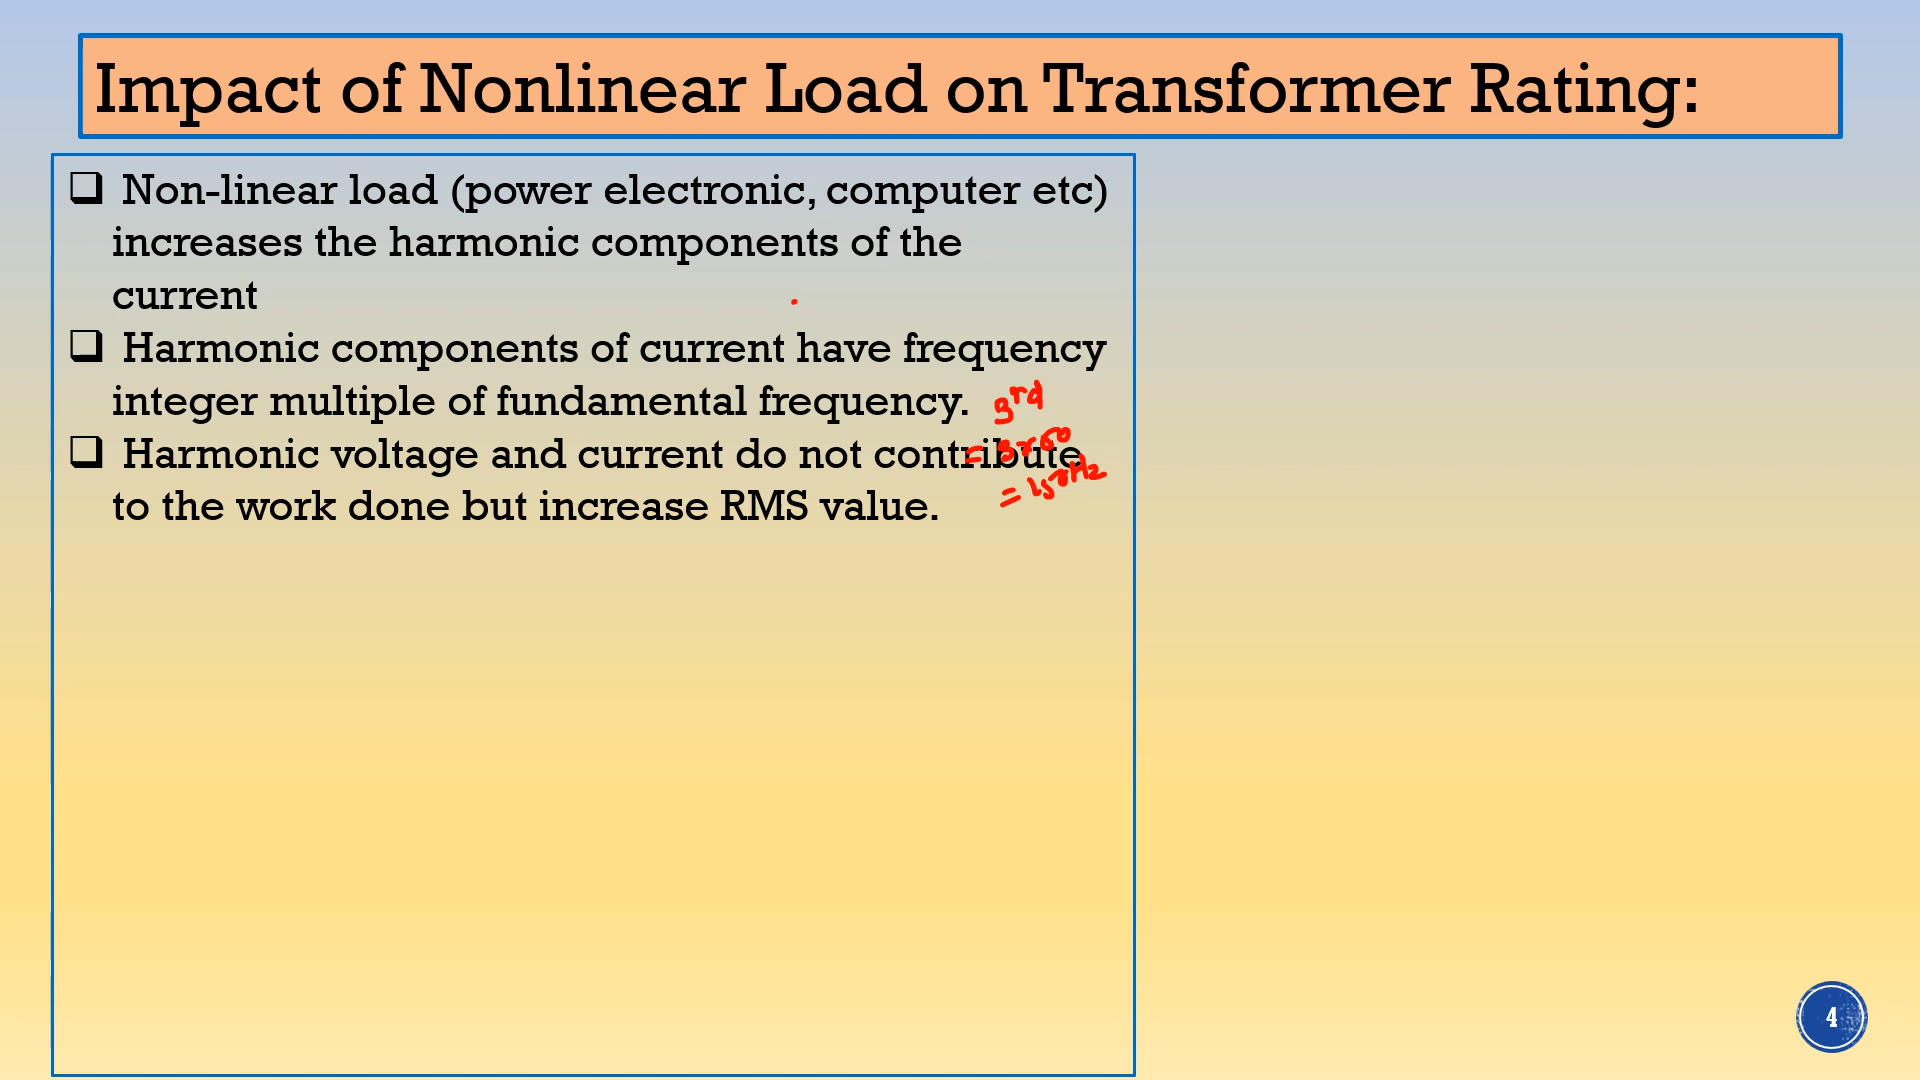 Impact of Nonlinear Load on Transformer Rating:
❑ Non-linear load (power electronic, computer etc)
increases the harmonic components of the
current
❑ Harmonic components of current have frequency
integer multiple of fundamental frequency.
3rd
❑ Harmonic voltage and current do not contribute
= 3x50
to the work done but increase RMS value.
= 150Hz
4